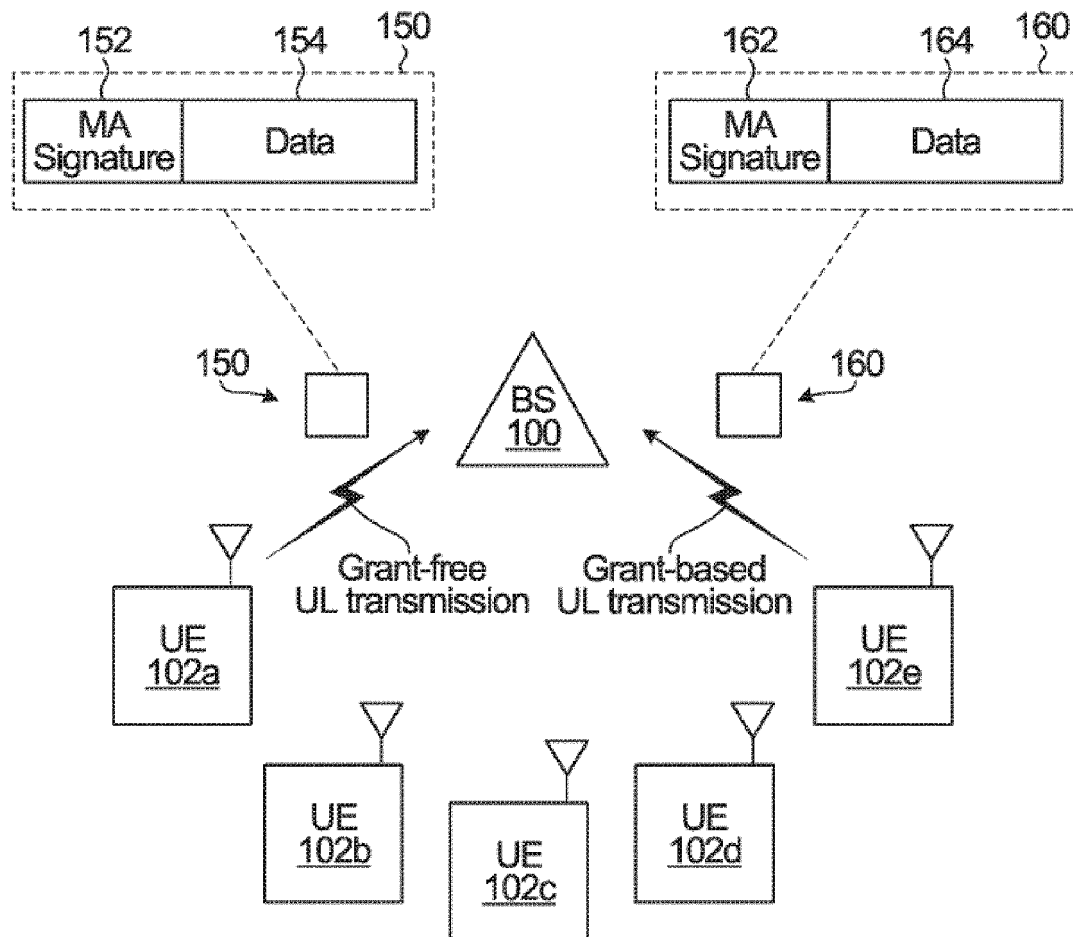 152 154 150
MA
Signature
Data
162 164 160
MA
Signature
Data
150
BS
100
160
Grant-free
UL transmission
Grant-based
UL transmission
UE
102a
UE
102e
UE
102b
UE
102c
UE
102d